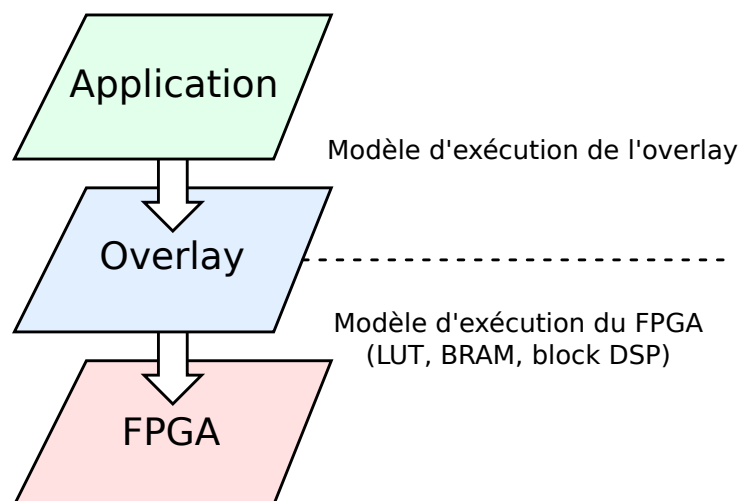 Application
Modèle d'exécution de l'overlay
Overlay
Modèle d'exécution du FPGA
(LUT, BRAM, block DSP)
FPGA